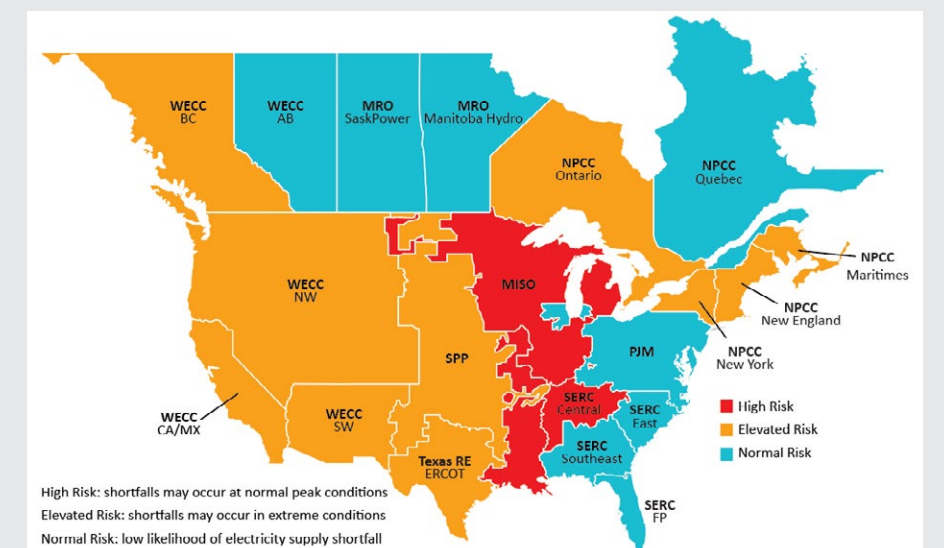 WECC
BC
WECC
AB
MRO
SaskPower
MRO
Manitoba Hydro
NPCC
Ontario
NPCC
Quebec
NPCC
Maritimes
NPCC
New England
NPCC
New York
WECC
NW
MISO
SPP
PJM
WECC
CA/MX
WECC
SW
SERC
Central
SERC
East
SERC
Southeast
Texas RE
ERCOT
SERC
FP
High Risk
Elevated Risk
Normal Risk
High Risk: shortfalls may occur at normal peak conditions
Elevated Risk: shortfalls may occur in extreme conditions
Normal Risk: low likelihood of electricity supply shortfall